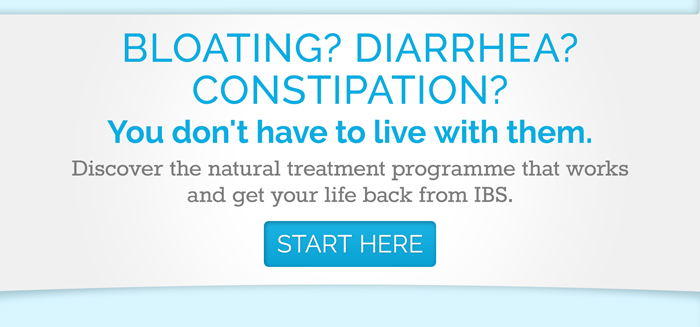 BLOATING? DIARRHEA?
CONSTIPATION?
You don't have to live with them.
Discover the natural treatment programme that works
and get your life back from IBS.
START HERE